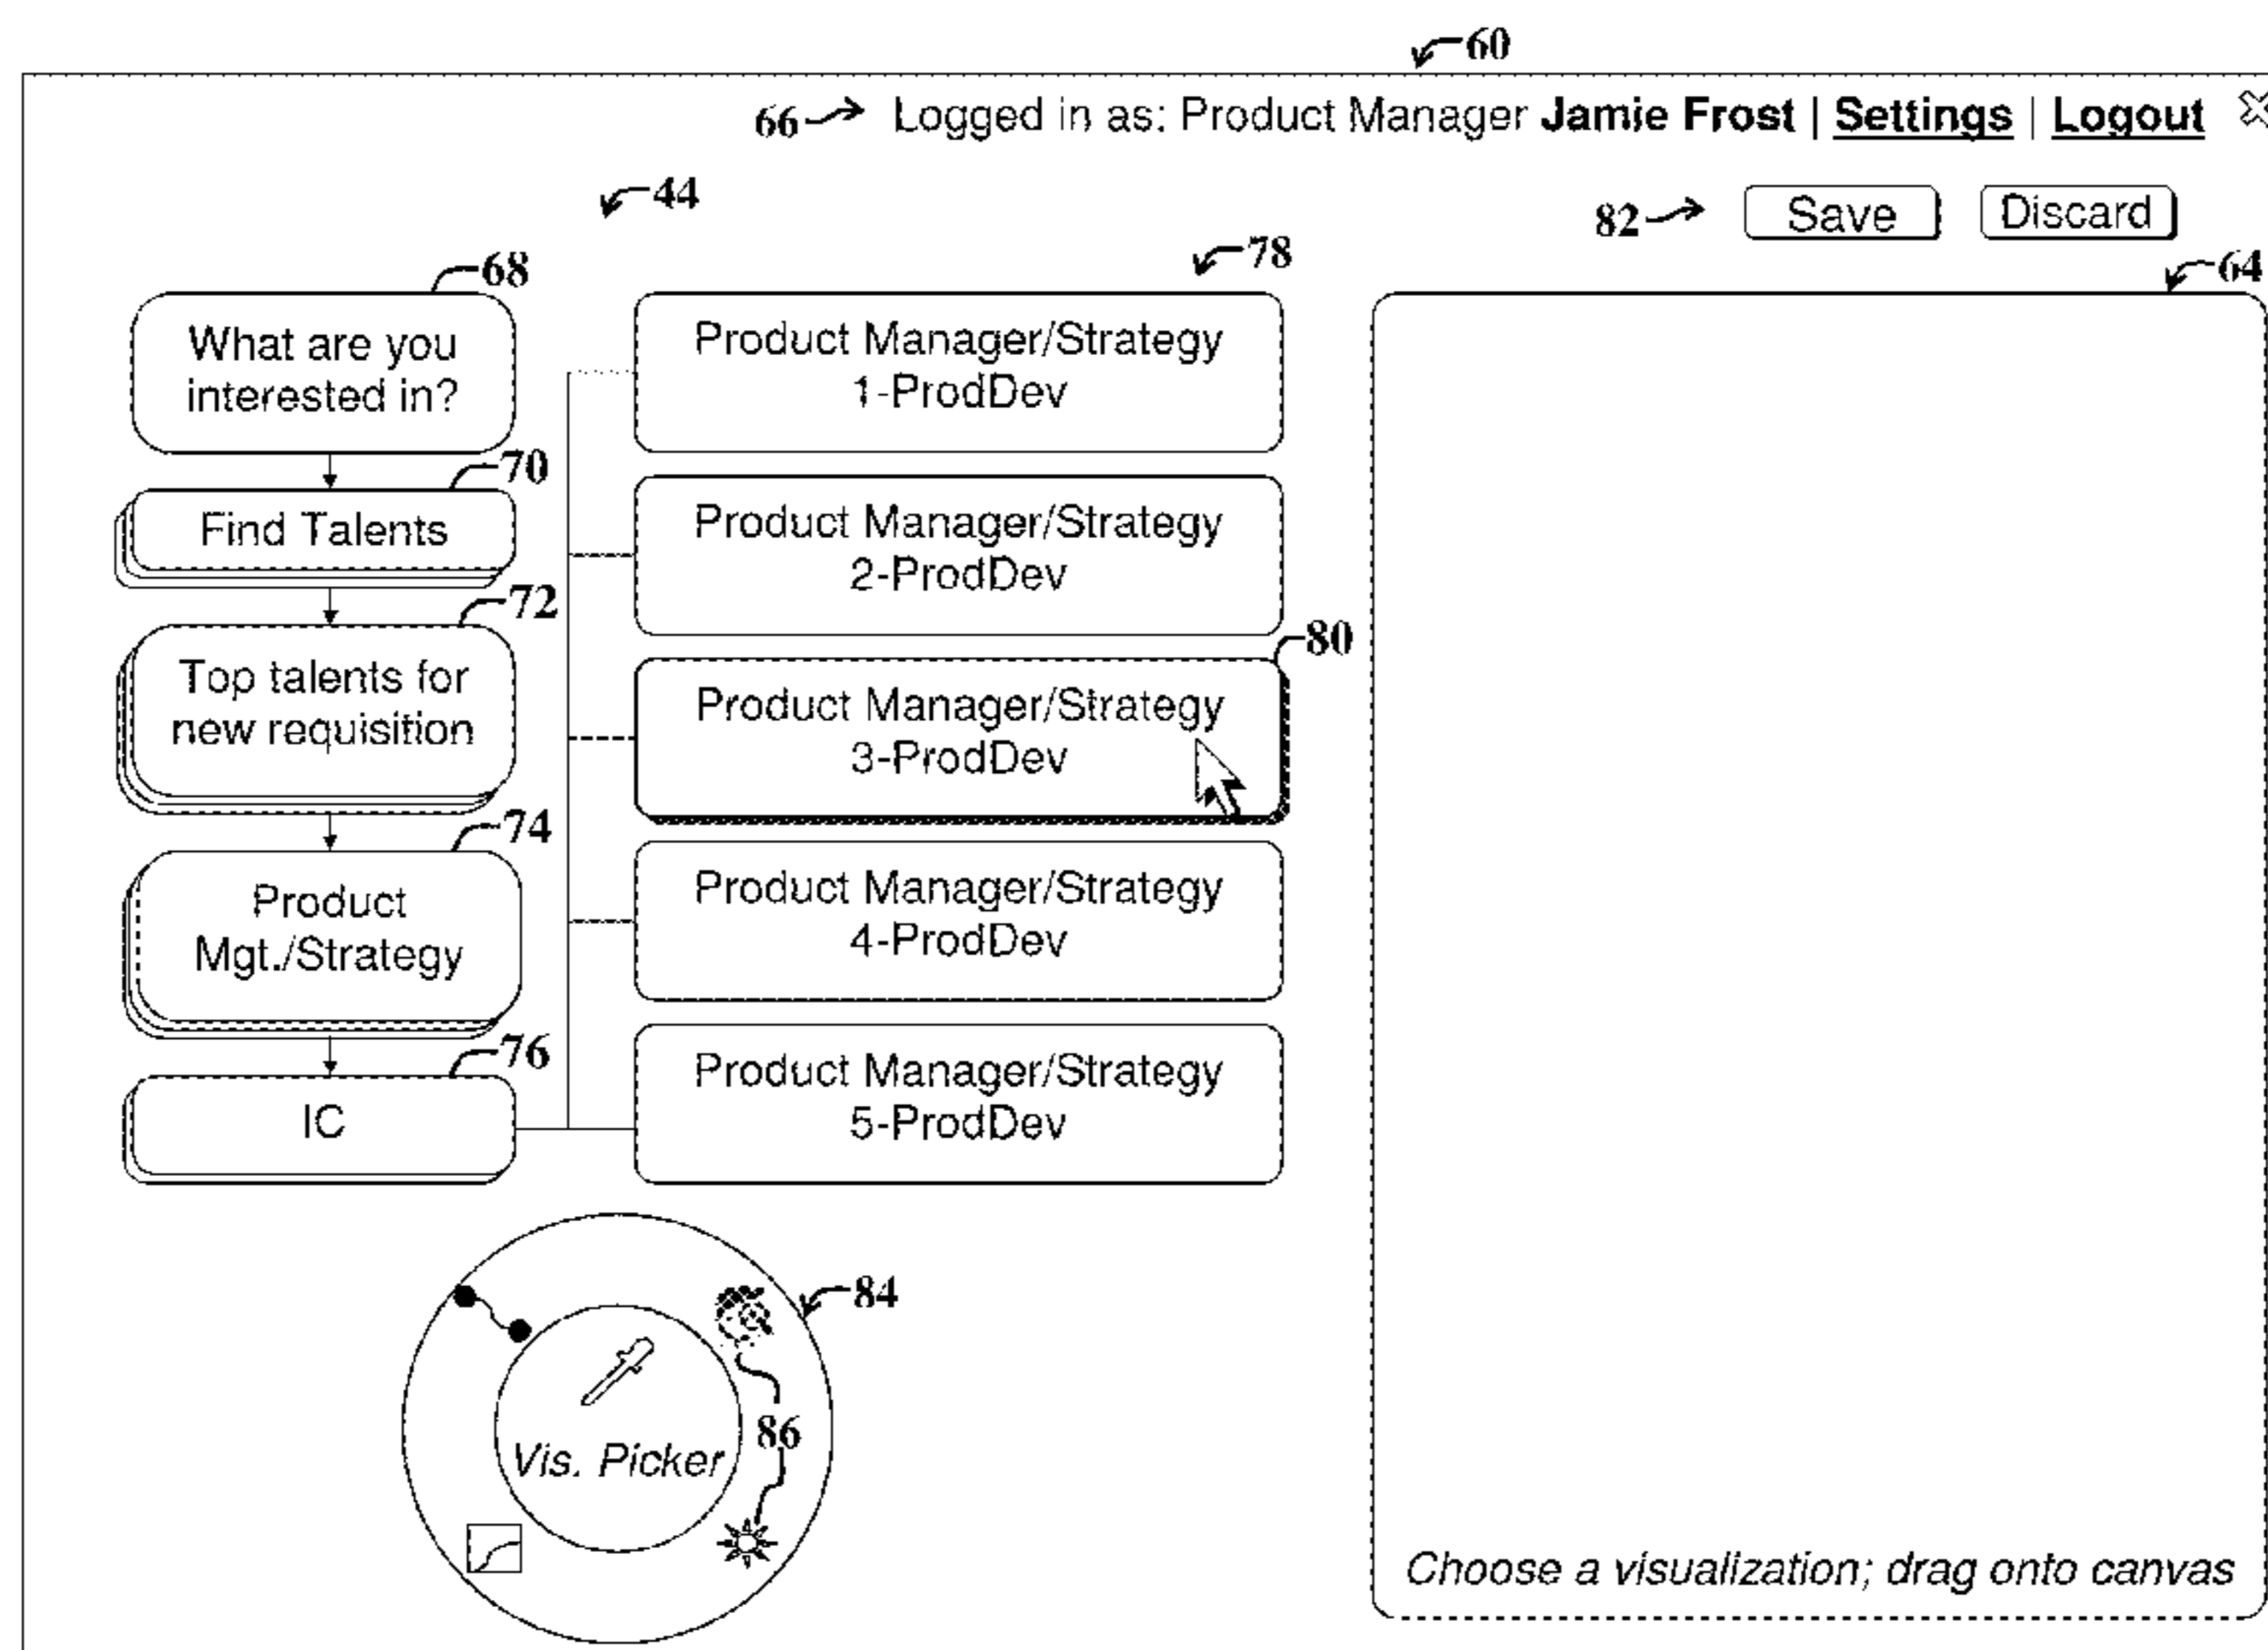 60
66 Logged in as: Product Manager Jamie Frost | Settings | Logout
44
82 Save Discard
78
64
68
What are you
interested in?
70
Find Talents
72
Top talents for
new requisition
74
Product
Mgt./Strategy
76
IC
Product Manager/Strategy
1-ProdDev
Product Manager/Strategy
2-ProdDev
80
Product Manager/Strategy
3-ProdDev
Product Manager/Strategy
4-ProdDev
Product Manager/Strategy
5-ProdDev
84
86
Vis. Picker
Choose a visualization; drag onto canvas